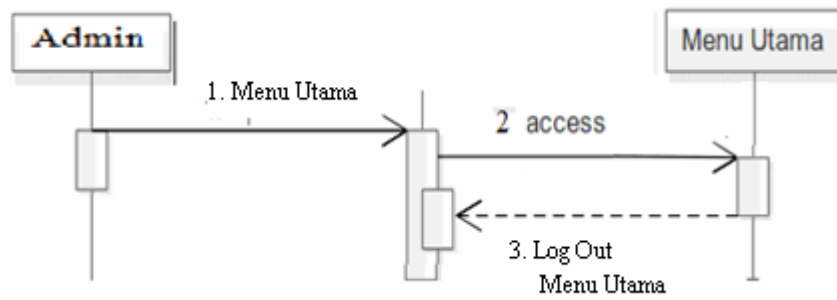 Admin
Menu Utama
1. Menu Utama
2 access
3. Log Out
Menu Utama